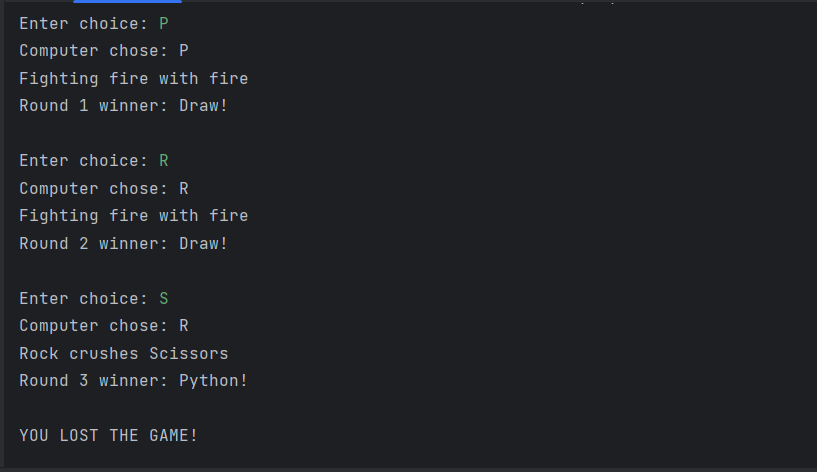 Enter choice: P
Computer chose: P
Fighting fire with fire
Round 1 winner: Draw!
Enter choice: R
Computer chose: R
Fighting fire with fire
Round 2 winner: Draw!
Enter choice: S
Computer chose: R
Rock crushes Scissors
Round 3 winner: Python!
YOU LOST THE GAME!